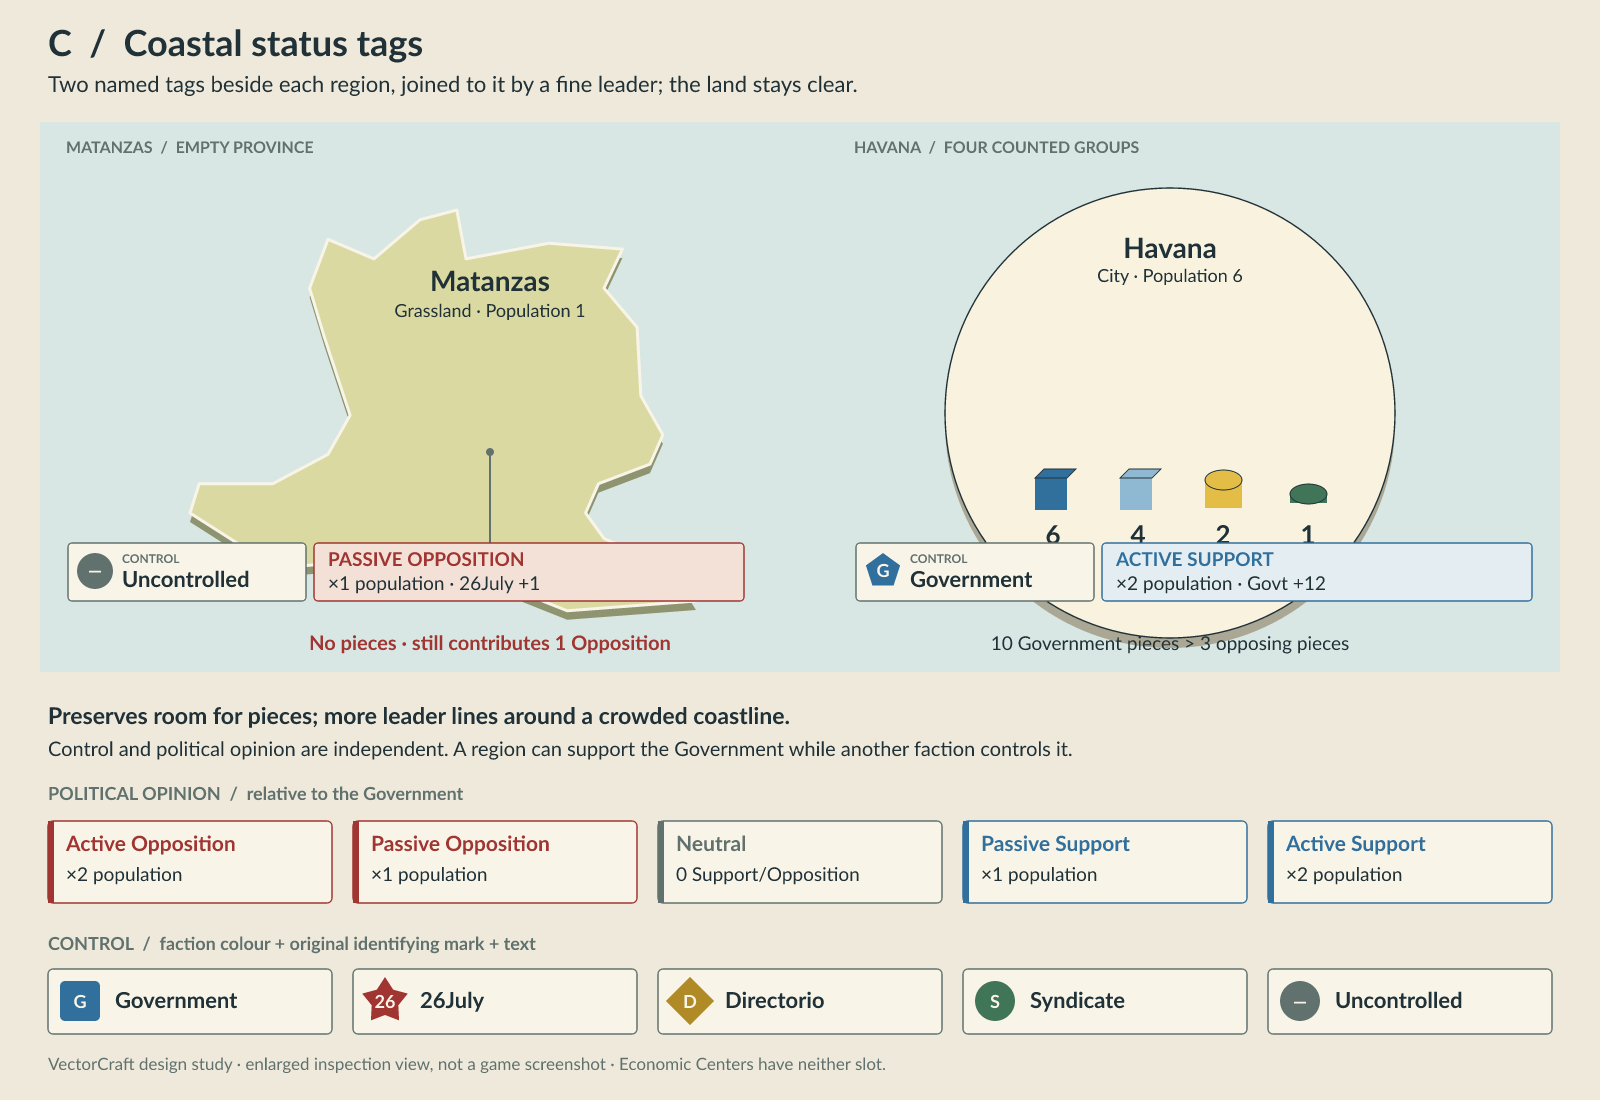 C / Coastal status tags
Two named tags beside each region, joined to it by a fine leader; the land stays clear.
MATANZAS / EMPTY PROVINCE
Matanzas
Grassland · Population 1
– CONTROL
Uncontrolled
PASSIVE OPPOSITION
×1 population · 26July +1
No pieces · still contributes 1 Opposition
HAVANA / FOUR COUNTED GROUPS
Havana
City · Population 6
6 4 2 1
G CONTROL
Government
ACTIVE SUPPORT
×2 population · Govt +12
10 Government pieces > 3 opposing pieces
Preserves room for pieces; more leader lines around a crowded coastline.
Control and political opinion are independent. A region can support the Government while another faction controls it.
POLITICAL OPINION / relative to the Government
Active Opposition
×2 population
Passive Opposition
×1 population
Neutral
0 Support/Opposition
Passive Support
×1 population
Active Support
×2 population
CONTROL / faction colour + original identifying mark + text
G Government
26 26July
D Directorio
S Syndicate
– Uncontrolled
VectorCraft design study · enlarged inspection view, not a game screenshot · Economic Centers have neither slot.